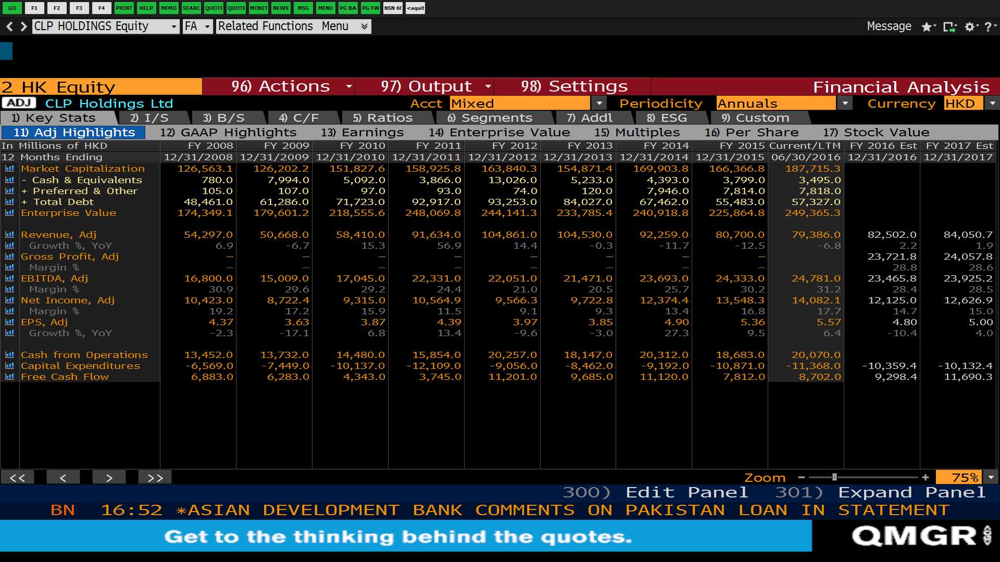 GO F1 F2 F3 F4 PRINT HELP MEMO SEARC QUOTE QUOTE MONIT NEWS MSG MENU PG BA PG FW NSN 60 <equit
CLP HOLDINGS Equity FA Related Functions Menu Message
2 HK Equity 96) Actions 97) Output 98) Settings Financial Analysis
ADJ CLP Holdings Ltd Acct Mixed Periodicity Annuals Currency HKD
1) Key Stats 2) I/S 3) B/S 4) C/F 5) Ratios 6) Segments 7) Addl 8) ESG 9) Custom
11) Adj Highlights 12) GAAP Highlights 13) Earnings 14) Enterprise Value 15) Multiples 16) Per Share 17) Stock Value
In Millions of HKD FY 2008 FY 2009 FY 2010 FY 2011 FY 2012 FY 2013 FY 2014 FY 2015 Current/LTM FY 2016 Est FY 2017 Est
12 Months Ending 12/31/2008 12/31/2009 12/31/2010 12/31/2011 12/31/2012 12/31/2013 12/31/2014 12/31/2015 06/30/2016 12/31/2016 12/31/2017
Market Capitalization 126,563.1 126,202.2 151,827.6 158,925.8 163,840.3 154,871.4 169,903.8 166,366.8 187,715.3
- Cash & Equivalents 780.0 7,994.0 5,092.0 3,866.0 13,026.0 5,233.0 4,393.0 3,799.0 3,495.0
+ Preferred & Other 105.0 107.0 97.0 93.0 74.0 120.0 7,946.0 7,814.0 7,818.0
+ Total Debt 48,461.0 61,286.0 71,723.0 92,917.0 93,253.0 84,027.0 67,462.0 55,483.0 57,327.0
Enterprise Value 174,349.1 179,601.2 218,555.6 248,069.8 244,141.3 233,785.4 240,918.8 225,864.8 249,365.3
Revenue, Adj 54,297.0 50,668.0 58,410.0 91,634.0 104,861.0 104,530.0 92,259.0 80,700.0 79,386.0 82,502.0 84,050.7
Growth %, YoY 6.9 -6.7 15.3 56.9 14.4 -0.3 -11.7 -12.5 -6.8 2.2 1.9
Gross Profit, Adj — — — — — — — — 23,721.8 24,057.8
Margin % — — — — — — — — 28.8 28.6
EBITDA, Adj 16,800.0 15,009.0 17,045.0 22,331.0 22,051.0 21,471.0 23,693.0 24,333.0 24,781.0 23,465.8 23,925.2
Margin % 30.9 29.6 29.2 24.4 21.0 20.5 25.7 30.2 31.2 28.4 28.5
Net Income, Adj 10,423.0 8,722.4 9,315.0 10,564.9 9,566.3 9,722.8 12,374.4 13,548.3 14,082.1 12,125.0 12,626.9
Margin % 19.2 17.2 15.9 11.5 9.1 9.3 13.4 16.8 17.7 14.7 15.0
EPS, Adj 4.37 3.63 3.87 4.39 3.97 3.85 4.90 5.36 5.57 4.80 5.00
Growth %, YoY -2.3 -17.1 6.8 13.4 -9.6 -3.0 27.3 9.5 6.4 -10.4 4.0
Cash from Operations 13,452.0 13,732.0 14,480.0 15,854.0 20,257.0 18,147.0 20,312.0 18,683.0 20,070.0
Capital Expenditures -6,569.0 -7,449.0 -10,137.0 -12,109.0 -9,056.0 -8,462.0 -9,192.0 -10,871.0 -11,368.0 -10,359.4 -10,132.4
Free Cash Flow 6,883.0 6,283.0 4,343.0 3,745.0 11,201.0 9,685.0 11,120.0 7,812.0 8,702.0 9,298.4 11,690.3
<< < > >> Zoom − + 75%
300) Edit Panel 301) Expand Panel
BN 16:52 *ASIAN DEVELOPMENT BANK COMMENTS ON PAKISTAN LOAN IN STATEMENT
Get to the thinking behind the quotes. QMGR <GO>